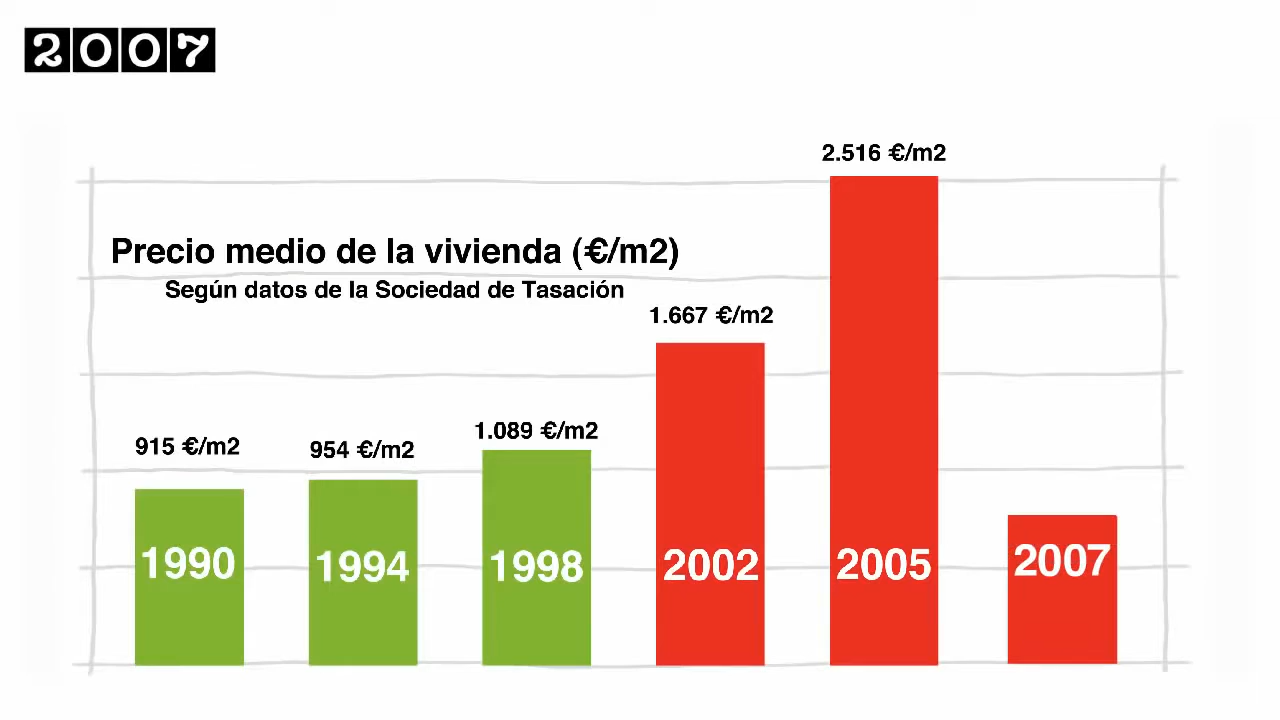 2007
2.516 €/m2
Precio medio de la vivienda (€/m2)
Según datos de la Sociedad de Tasación
1.667 €/m2
1.089 €/m2
915 €/m2
954 €/m2
1990
1994
1998
2002
2005
2007